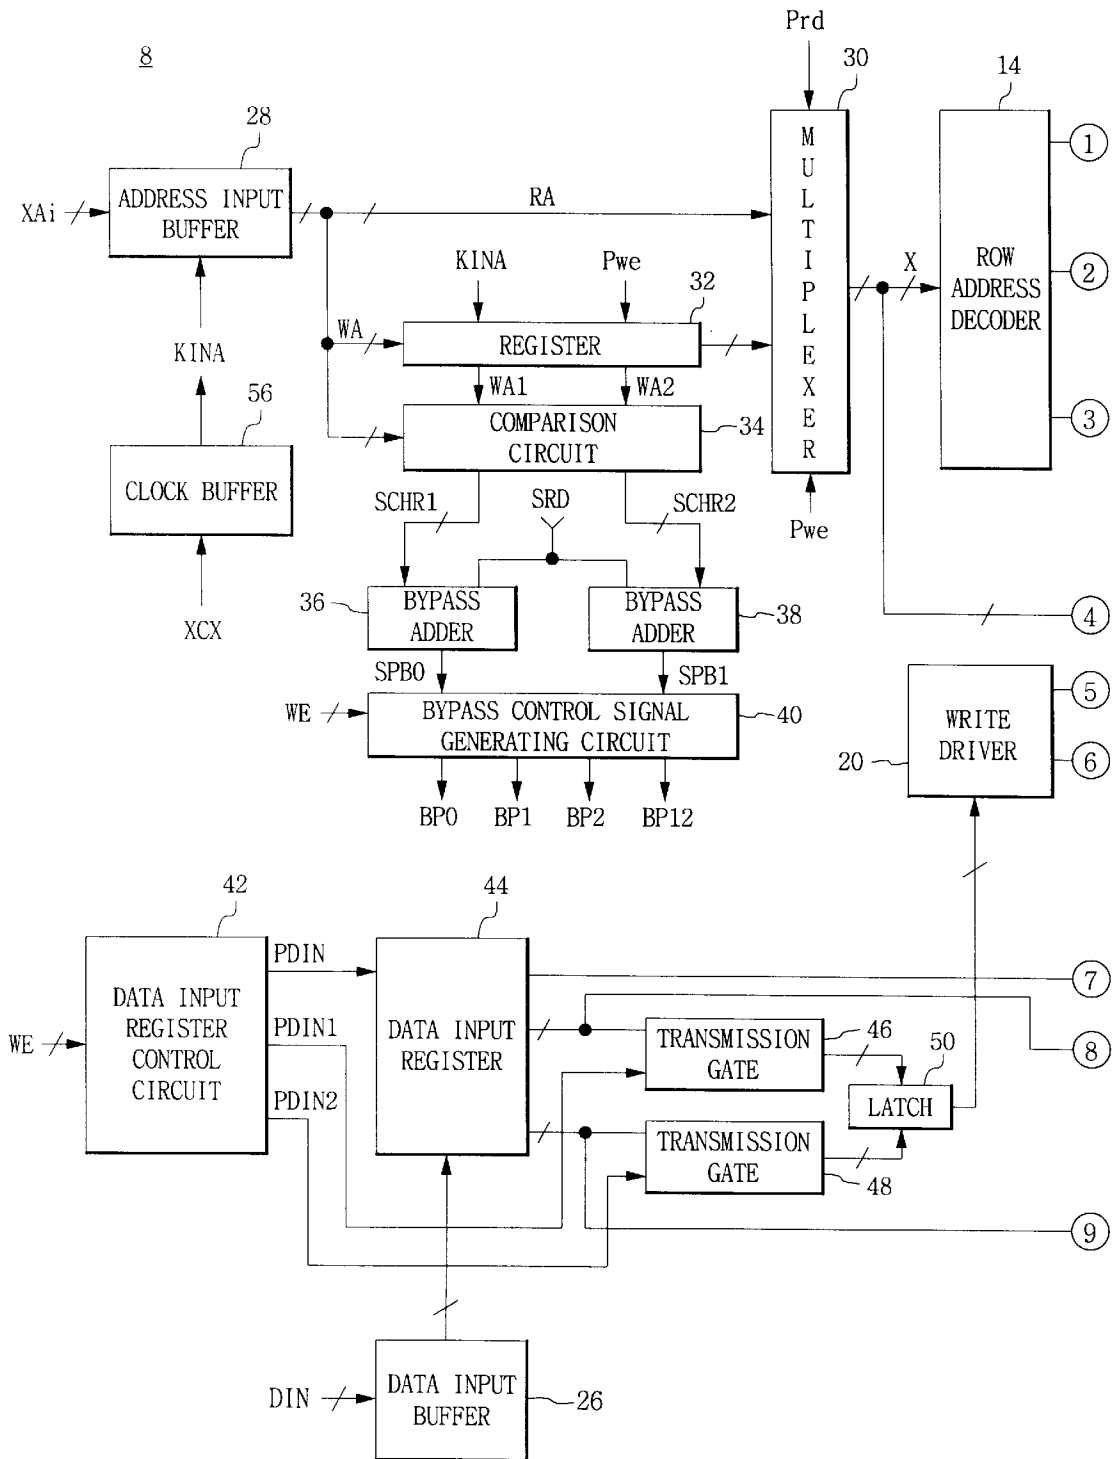 8
Prd
30
14
28
MULTIPLEXER
1
XAi
ADDRESS INPUT
BUFFER
RA
KINA
Pwe
32
X
ROW
ADDRESS
DECODER
2
WA
REGISTER
KINA
WA1
WA2
56
COMPARISON
CIRCUIT
34
3
CLOCK BUFFER
SCHR1
SRD
SCHR2
Pwe
XCX
36
BYPASS
ADDER
BYPASS
ADDER
38
4
SPB0
SPB1
5
WE
BYPASS CONTROL SIGNAL
GENERATING CIRCUIT
40
WRITE
DRIVER
20
6
BP0
BP1
BP2
BP12
42
44
PDIN
7
DATA INPUT
REGISTER
CONTROL
CIRCUIT
WE
PDIN1
PDIN2
DATA INPUT
REGISTER
TRANSMISSION
GATE
46
50
8
LATCH
TRANSMISSION
GATE
48
9
DIN
DATA INPUT
BUFFER
26